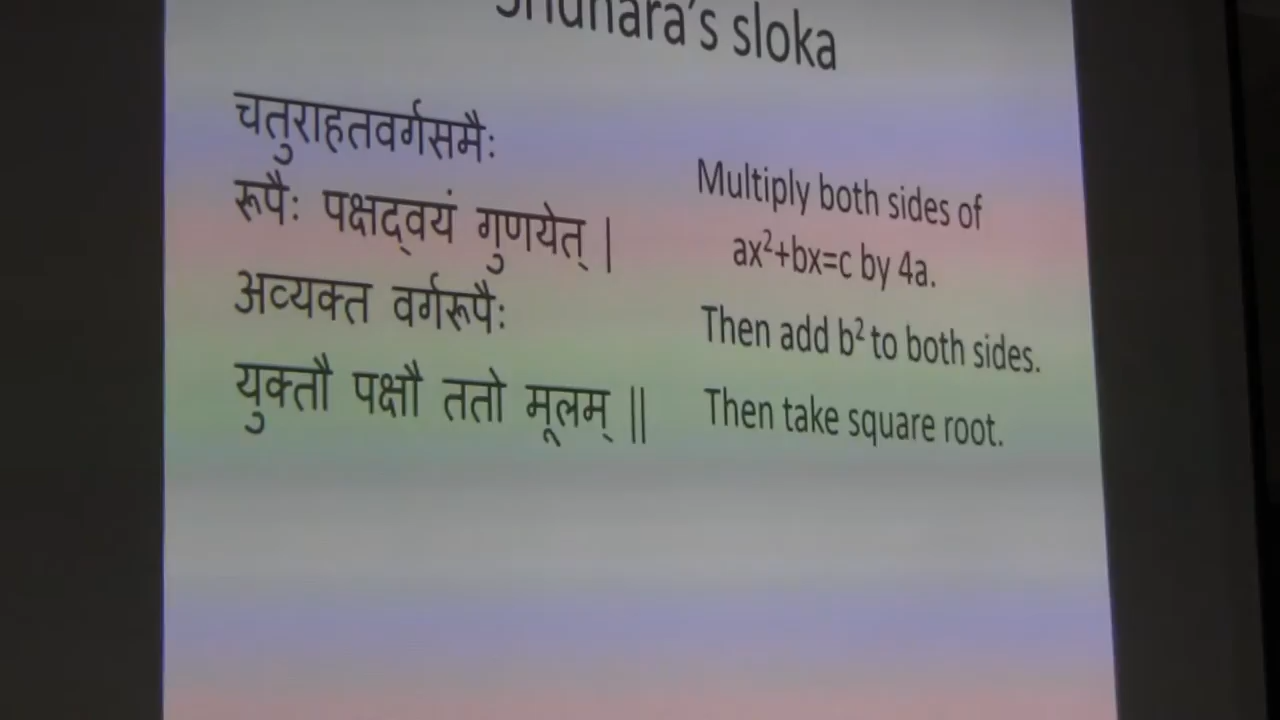 sloka
चतुराहतवर्गसमैः
रूपैः पक्षद्वयं गुणयेत् |
अव्यक्त वर्गरूपैः
युक्तौ पक्षौ ततो मूलम् ||
Multiply both sides of
ax²+bx=c by 4a.
Then add b² to both sides.
Then take square root.